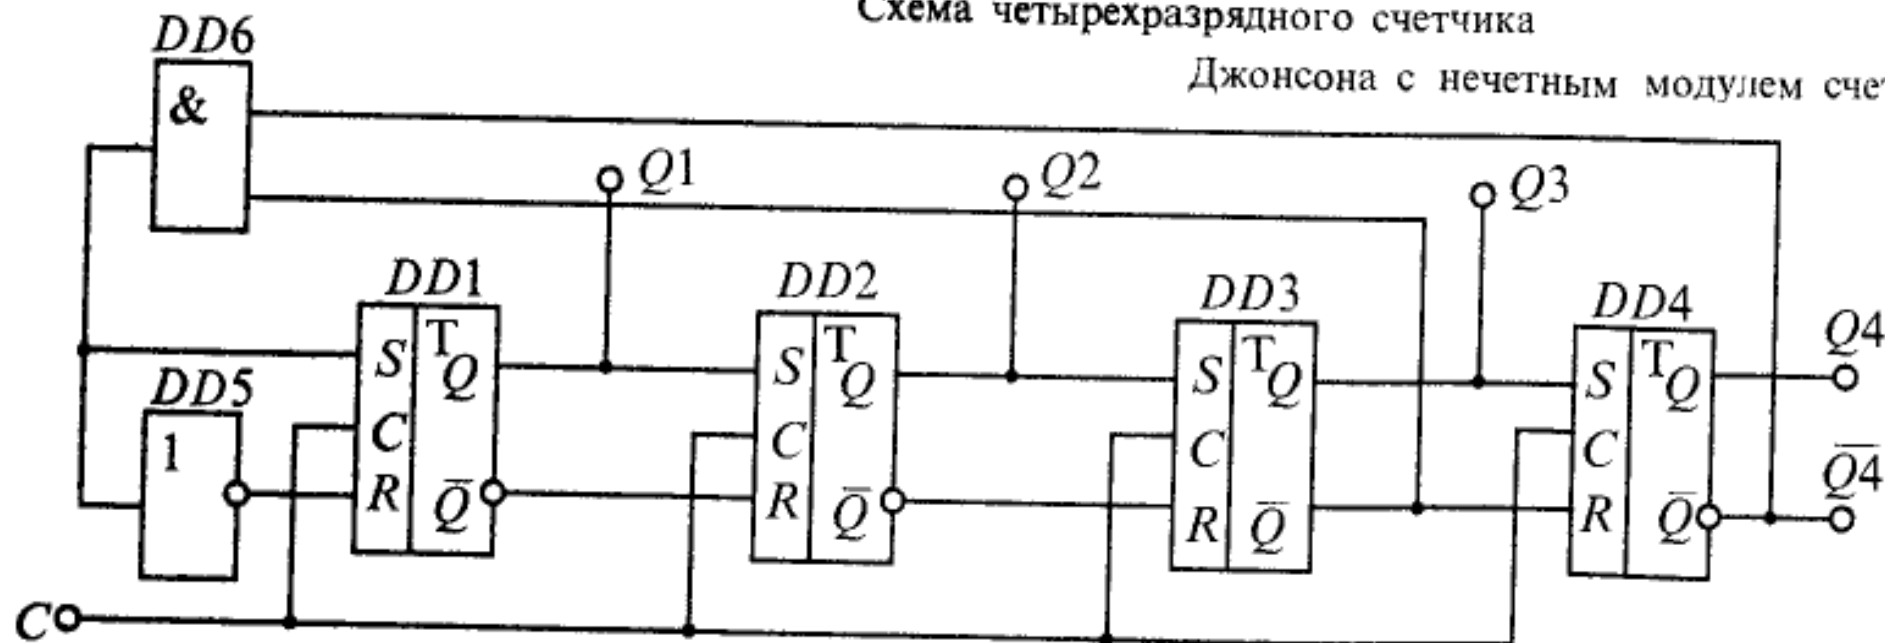 Схема четырехразрядного счетчика
Джонсона с нечетным модулем
DD6
&
Q1
Q2
Q3
DD1
DD2
DD3
DD4
S T Q
C
R Q̅
S T Q
C
R Q̅
S T Q
C
R Q̅
S T Q
C
R Q̅
Q4
Q̅4̅
DD5
1
C